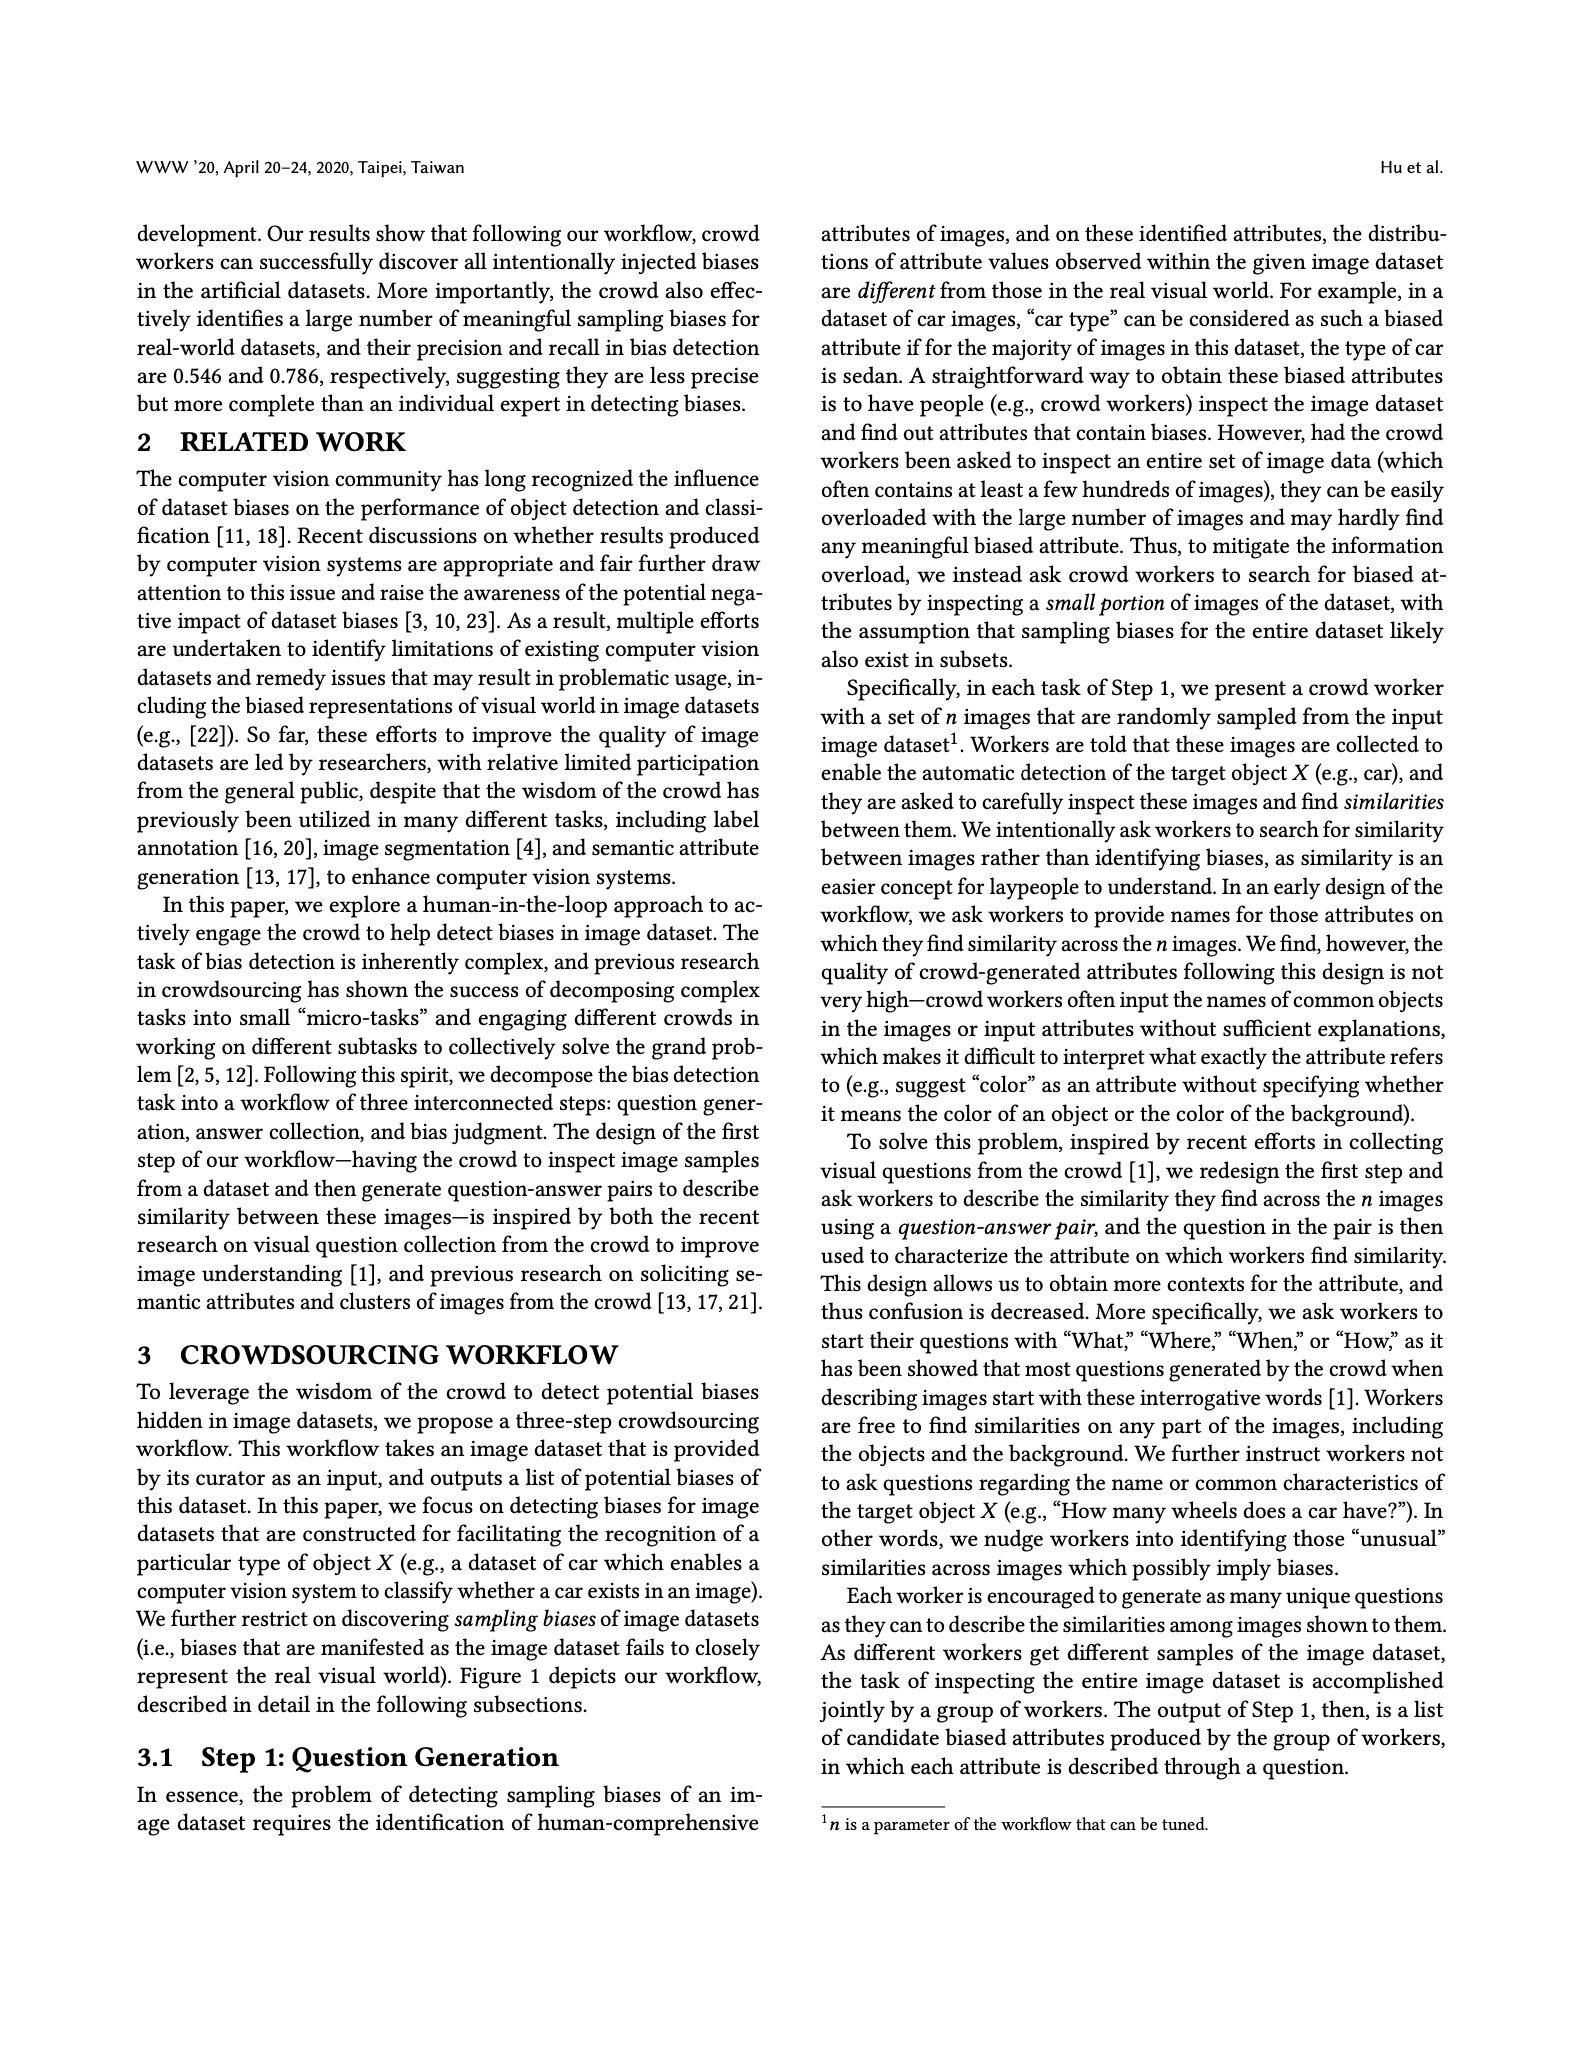 WWW ’20, April 20–24, 2020, Taipei, Taiwan
Hu et al.
development. Our results show that following our workflow, crowd
workers can successfully discover all intentionally injected biases
in the artificial datasets. More importantly, the crowd also effec-
tively identifies a large number of meaningful sampling biases for
real-world datasets, and their precision and recall in bias detection
are 0.546 and 0.786, respectively, suggesting they are less precise
but more complete than an individual expert in detecting biases.
2 RELATED WORK
The computer vision community has long recognized the influence
of dataset biases on the performance of object detection and classi-
fication [11, 18]. Recent discussions on whether results produced
by computer vision systems are appropriate and fair further draw
attention to this issue and raise the awareness of the potential nega-
tive impact of dataset biases [3, 10, 23]. As a result, multiple efforts
are undertaken to identify limitations of existing computer vision
datasets and remedy issues that may result in problematic usage, in-
cluding the biased representations of visual world in image datasets
(e.g., [22]). So far, these efforts to improve the quality of image
datasets are led by researchers, with relative limited participation
from the general public, despite that the wisdom of the crowd has
previously been utilized in many different tasks, including label
annotation [16, 20], image segmentation [4], and semantic attribute
generation [13, 17], to enhance computer vision systems.
In this paper, we explore a human-in-the-loop approach to ac-
tively engage the crowd to help detect biases in image dataset. The
task of bias detection is inherently complex, and previous research
in crowdsourcing has shown the success of decomposing complex
tasks into small “micro-tasks” and engaging different crowds in
working on different subtasks to collectively solve the grand prob-
lem [2, 5, 12]. Following this spirit, we decompose the bias detection
task into a workflow of three interconnected steps: question gener-
ation, answer collection, and bias judgment. The design of the first
step of our workflow—having the crowd to inspect image samples
from a dataset and then generate question-answer pairs to describe
similarity between these images—is inspired by both the recent
research on visual question collection from the crowd to improve
image understanding [1], and previous research on soliciting se-
mantic attributes and clusters of images from the crowd [13, 17, 21].
3 CROWDSOURCING WORKFLOW
To leverage the wisdom of the crowd to detect potential biases
hidden in image datasets, we propose a three-step crowdsourcing
workflow. This workflow takes an image dataset that is provided
by its curator as an input, and outputs a list of potential biases of
this dataset. In this paper, we focus on detecting biases for image
datasets that are constructed for facilitating the recognition of a
particular type of object X (e.g., a dataset of car which enables a
computer vision system to classify whether a car exists in an image).
We further restrict on discovering sampling biases of image datasets
(i.e., biases that are manifested as the image dataset fails to closely
represent the real visual world). Figure 1 depicts our workflow,
described in detail in the following subsections.
3.1 Step 1: Question Generation
In essence, the problem of detecting sampling biases of an im-
age dataset requires the identification of human-comprehensive
attributes of images, and on these identified attributes, the distribu-
tions of attribute values observed within the given image dataset
are different from those in the real visual world. For example, in a
dataset of car images, “car type” can be considered as such a biased
attribute if for the majority of images in this dataset, the type of car
is sedan. A straightforward way to obtain these biased attributes
is to have people (e.g., crowd workers) inspect the image dataset
and find out attributes that contain biases. However, had the crowd
workers been asked to inspect an entire set of image data (which
often contains at least a few hundreds of images), they can be easily
overloaded with the large number of images and may hardly find
any meaningful biased attribute. Thus, to mitigate the information
overload, we instead ask crowd workers to search for biased at-
tributes by inspecting a small portion of images of the dataset, with
the assumption that sampling biases for the entire dataset likely
also exist in subsets.
Specifically, in each task of Step 1, we present a crowd worker
with a set of n images that are randomly sampled from the input
image dataset¹. Workers are told that these images are collected to
enable the automatic detection of the target object X (e.g., car), and
they are asked to carefully inspect these images and find similarities
between them. We intentionally ask workers to search for similarity
between images rather than identifying biases, as similarity is an
easier concept for laypeople to understand. In an early design of the
workflow, we ask workers to provide names for those attributes on
which they find similarity across the n images. We find, however, the
quality of crowd-generated attributes following this design is not
very high—crowd workers often input the names of common objects
in the images or input attributes without sufficient explanations,
which makes it difficult to interpret what exactly the attribute refers
to (e.g., suggest “color” as an attribute without specifying whether
it means the color of an object or the color of the background).
To solve this problem, inspired by recent efforts in collecting
visual questions from the crowd [1], we redesign the first step and
ask workers to describe the similarity they find across the n images
using a question-answer pair, and the question in the pair is then
used to characterize the attribute on which workers find similarity.
This design allows us to obtain more contexts for the attribute, and
thus confusion is decreased. More specifically, we ask workers to
start their questions with “What,” “Where,” “When,” or “How,” as it
has been showed that most questions generated by the crowd when
describing images start with these interrogative words [1]. Workers
are free to find similarities on any part of the images, including
the objects and the background. We further instruct workers not
to ask questions regarding the name or common characteristics of
the target object X (e.g., “How many wheels does a car have?”). In
other words, we nudge workers into identifying those “unusual”
similarities across images which possibly imply biases.
Each worker is encouraged to generate as many unique questions
as they can to describe the similarities among images shown to them.
As different workers get different samples of the image dataset,
the task of inspecting the entire image dataset is accomplished
jointly by a group of workers. The output of Step 1, then, is a list
of candidate biased attributes produced by the group of workers,
in which each attribute is described through a question.
¹n is a parameter of the workflow that can be tuned.